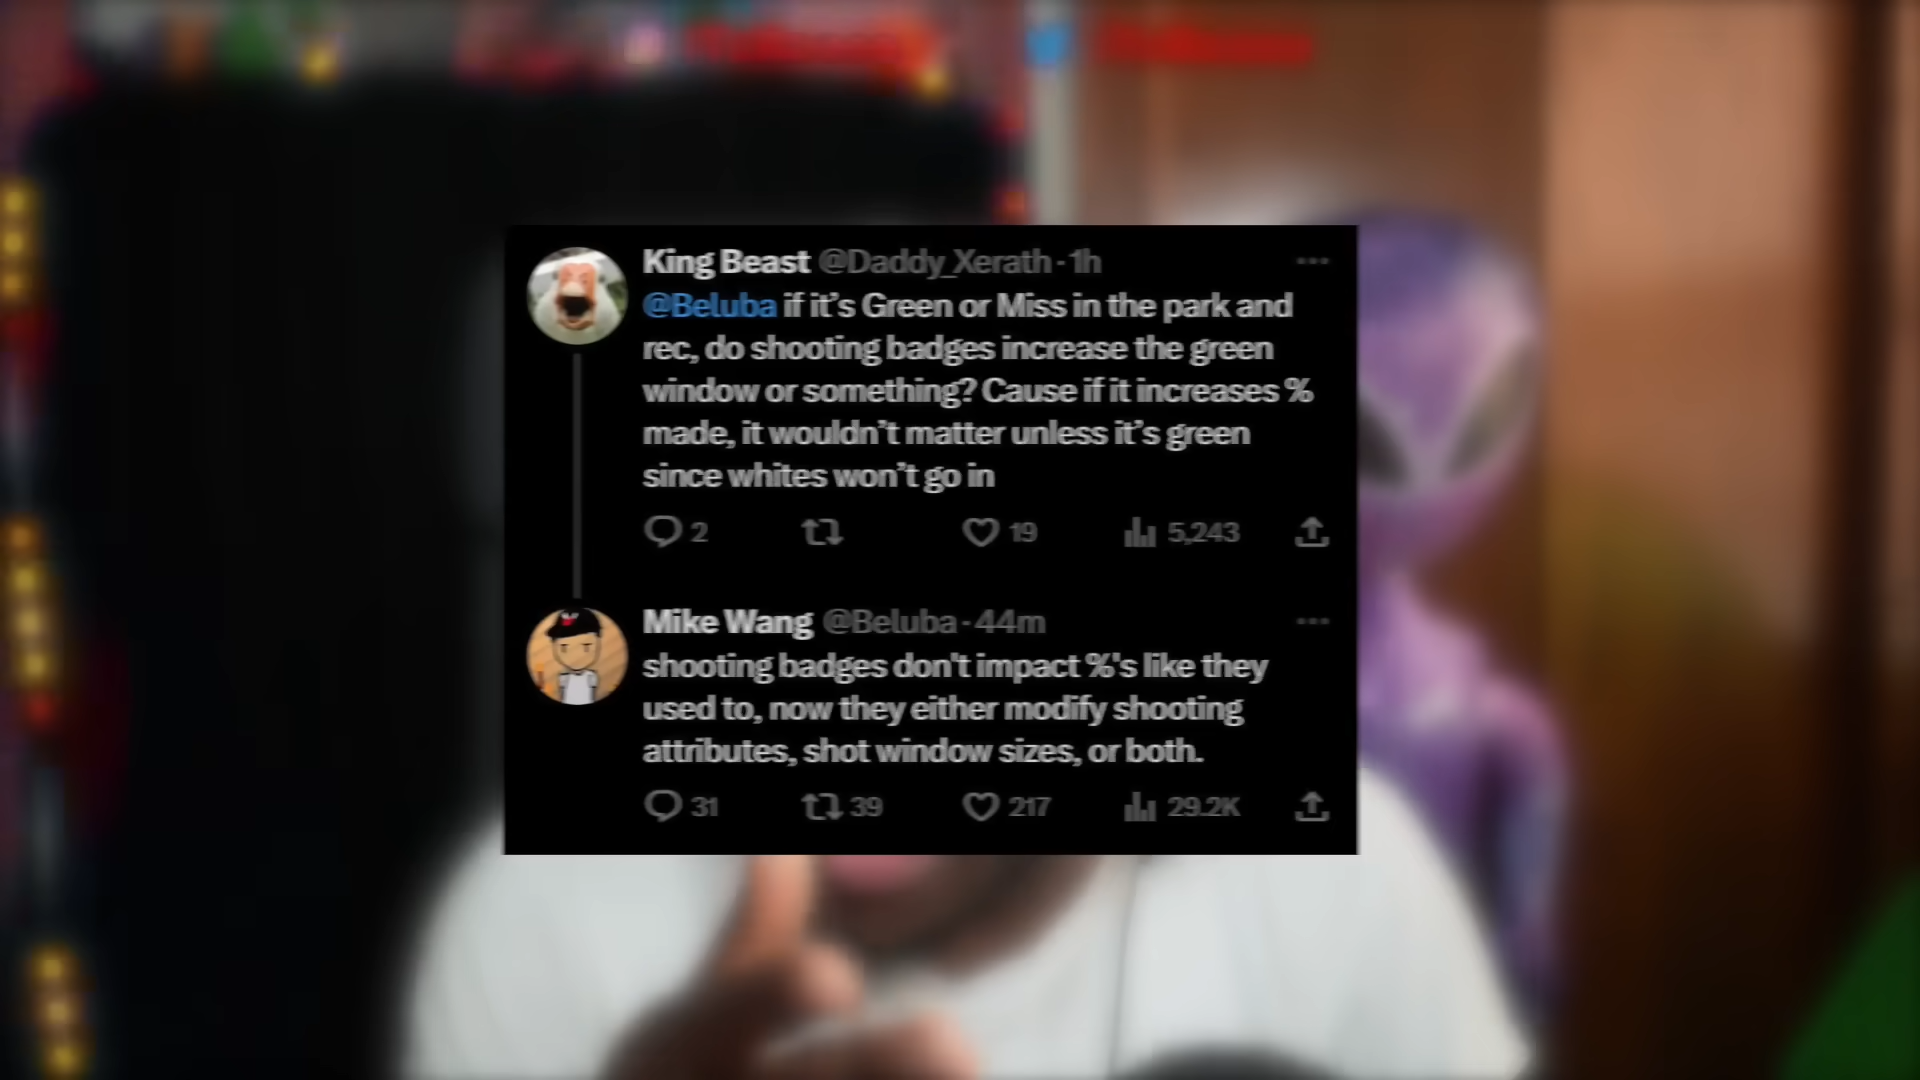 King Beast @Daddy_Xerath · 1h
@Beluba if it's Green or Miss in the park and
rec, do shooting badges increase the green
window or something? Cause if it increases %
made, it wouldn't matter unless it's green
since whites won't go in
2 19 5,243
Mike Wang @Beluba · 44m
shooting badges don't impact %'s like they
used to, now they either modify shooting
attributes, shot window sizes, or both.
31 39 217 29.2K